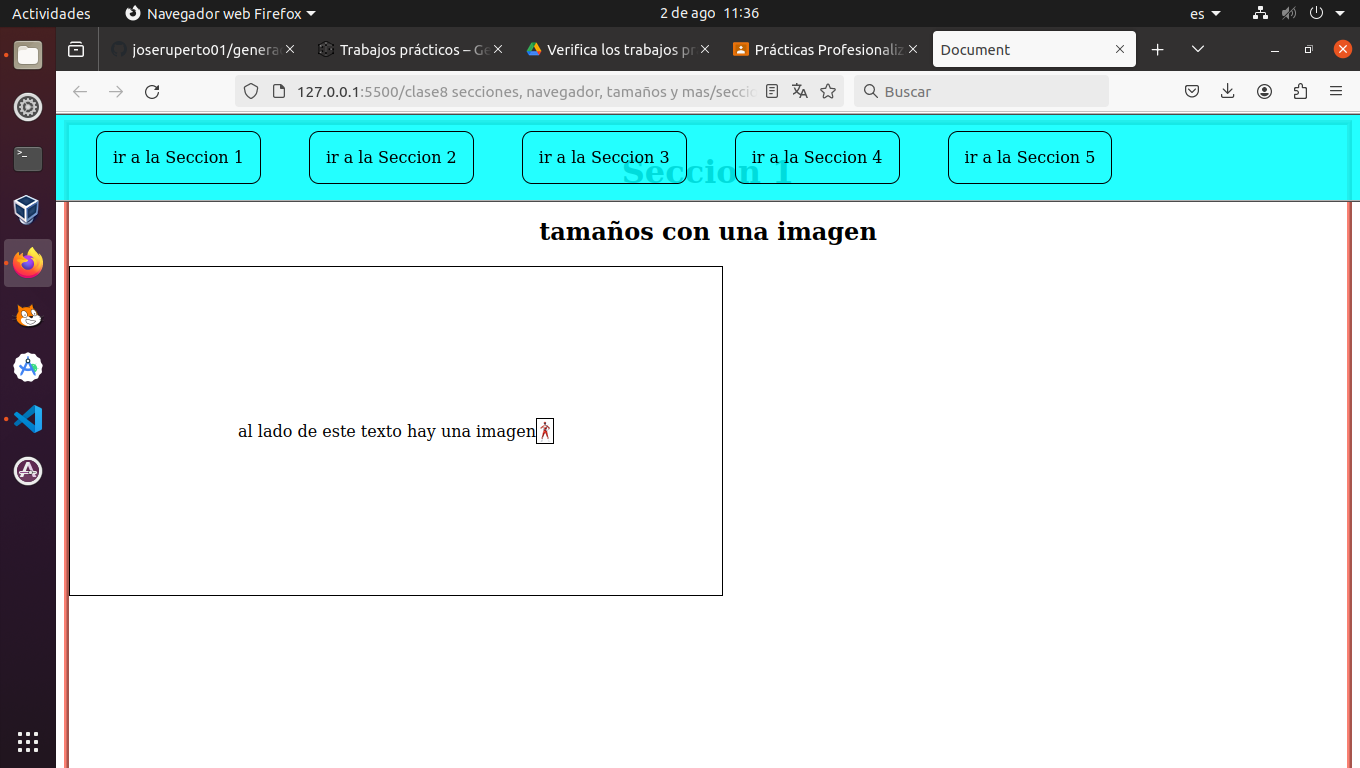 Actividades
Navegador web Firefox
2 de ago 11:36
es
joseruperto01/genera
Trabajos prácticos – Ge
Verifica los trabajos pr
Prácticas Profesionaliz
Document
127.0.0.1:5500/clase8 secciones, navegador, tamaños y mas/seccio
Buscar
ir a la Seccion 1
ir a la Seccion 2
ir a la Seccion 3
ir a la Seccion 4
ir a la Seccion 5
Seccion 1
tamaños con una imagen
al lado de este texto hay una imagen